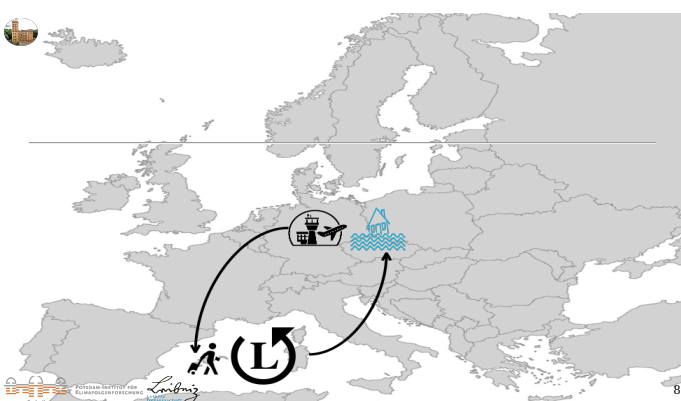 L
POTSDAM-INSTITUT FÜR
KLIMAFOLGENFORSCHUNG
Leibniz
8